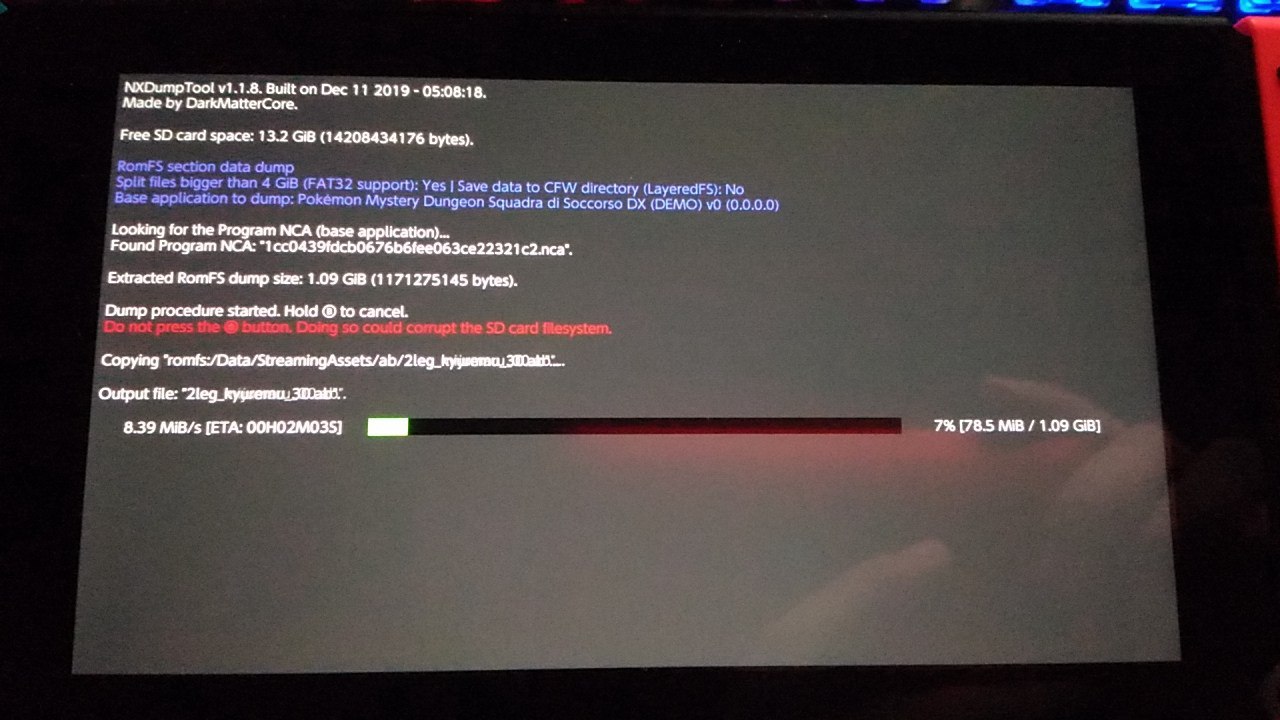 NXDumpTool v1.1.8. Built on Dec 11 2019 - 05:08:18.
Made by DarkMatterCore.
Free SD card space: 13.2 GiB (14208434176 bytes).
RomFS section data dump
Split files bigger than 4 GiB (FAT32 support): Yes | Save data to CFW directory (LayeredFS): No
Base application to dump: Pokémon Mystery Dungeon Squadra di Soccorso DX (DEMO) v0 (0.0.0.0)
Looking for the Program NCA (base application)...
Found Program NCA: "1cc0439fdcb0676b6fee063ce22321c2.nca".
Extracted RomFS dump size: 1.09 GiB (1171275145 bytes).
Dump procedure started. Hold Ⓑ to cancel.
Do not press the button. Doing so could corrupt the SD card filesystem.
Copying "romfs:/Data/StreamingAssets/ab/2leg_
Output file: "2leg_
8.39 MiB/s [ETA: 00H02M03S] 7% [78.5 MiB / 1.09 GiB]